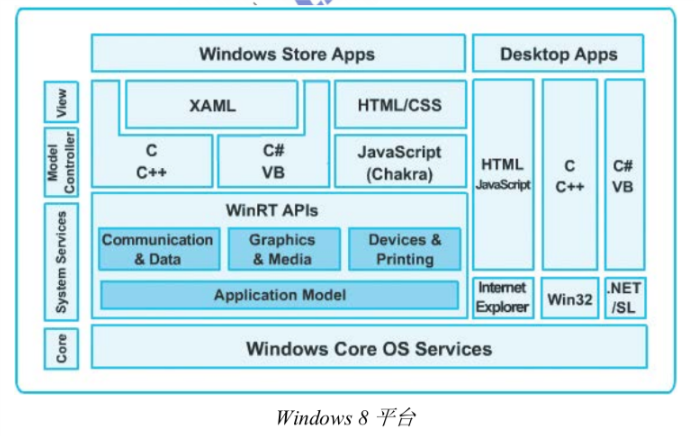 Windows Store Apps
Desktop Apps
View
XAML
HTML/CSS
Model
Controller
C
C++
C#
VB
JavaScript
(Chakra)
HTML
JavaScript
C
C++
C#
VB
System Services
WinRT APIs
Communication
& Data
Graphics
& Media
Devices &
Printing
Application Model
Internet
Explorer
Win32
.NET
/SL
Core
Windows Core OS Services
Windows 8 平台